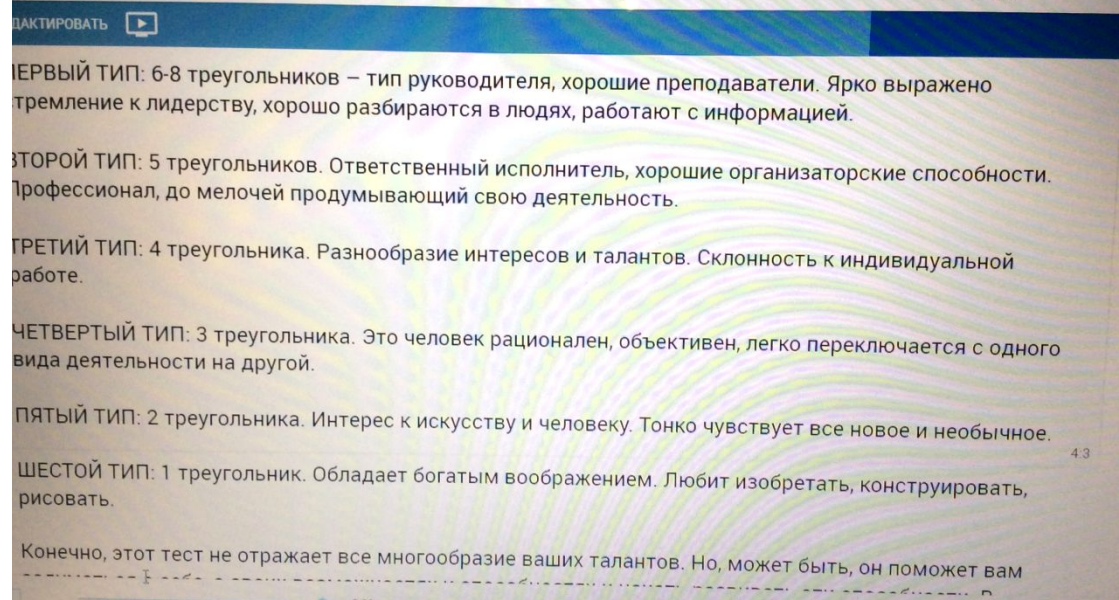 ДАКТИРОВАТЬ
ПЕРВЫЙ ТИП: 6-8 треугольников – тип руководителя, хорошие преподаватели. Ярко выражено
стремление к лидерству, хорошо разбираются в людях, работают с информацией.
ВТОРОЙ ТИП: 5 треугольников. Ответственный исполнитель, хорошие организаторские способности.
Профессионал, до мелочей продумывающий свою деятельность.
ТРЕТИЙ ТИП: 4 треугольника. Разнообразие интересов и талантов. Склонность к индивидуальной
работе.
ЧЕТВЕРТЫЙ ТИП: 3 треугольника. Это человек рационален, объективен, легко переключается с одного
вида деятельности на другой.
ПЯТЫЙ ТИП: 2 треугольника. Интерес к искусству и человеку. Тонко чувствует все новое и необычное.
4:3
ШЕСТОЙ ТИП: 1 треугольник. Обладает богатым воображением. Любит изобретать, конструировать,
рисовать.
Конечно, этот тест не отражает все многообразие ваших талантов. Но, может быть, он поможет вам